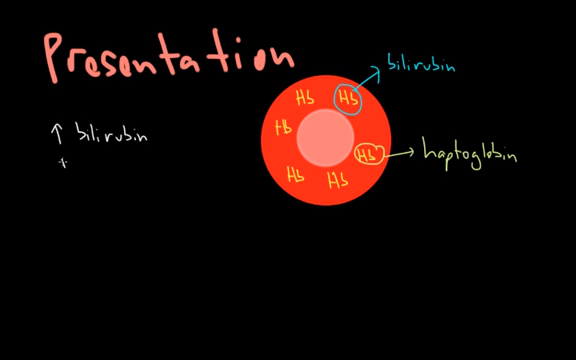 Presentation
bilirubin
Hb Hb
Hb
↑ bilirubin
Hb → haptoglobin
Hb Hb